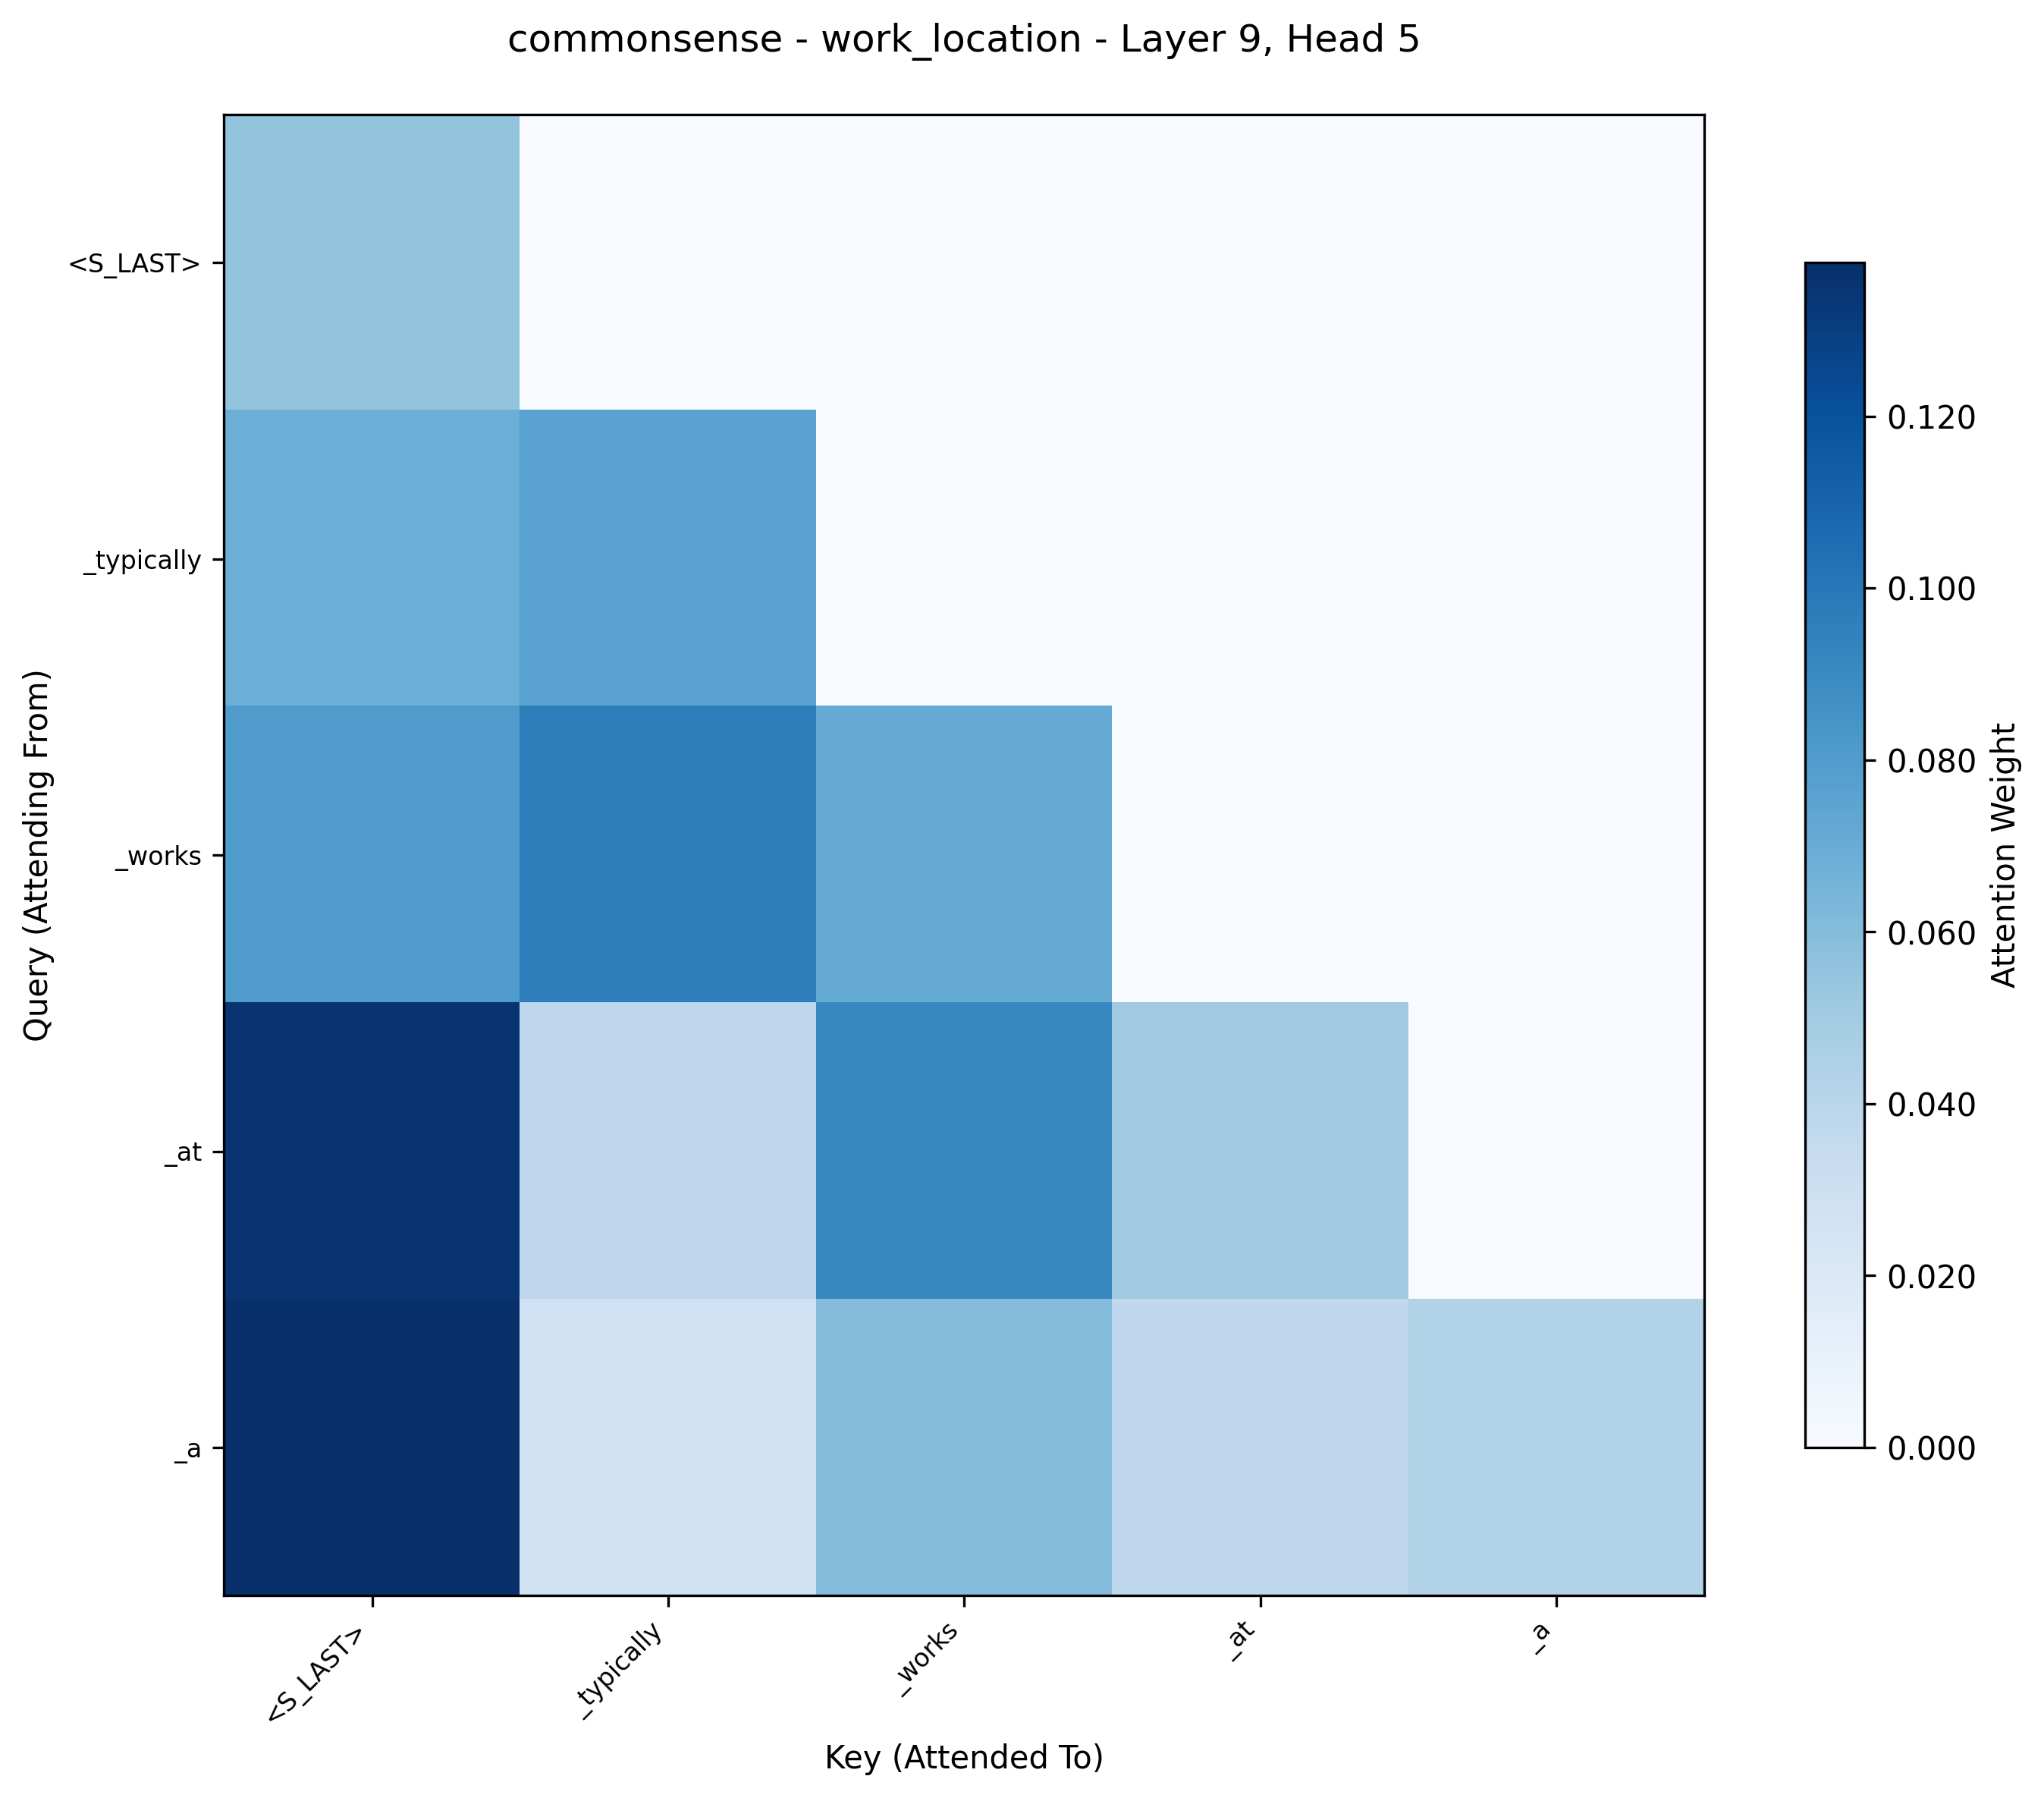 commonsense - work_location - Layer 9, Head 5
Query (Attending From)
<S_LAST>
_typically
_works
_at
_a
<S_LAST>
_typically
_works
_at
_a
Key (Attended To)
0.120
0.100
0.080
0.060
0.040
0.020
0.000
Attention Weight